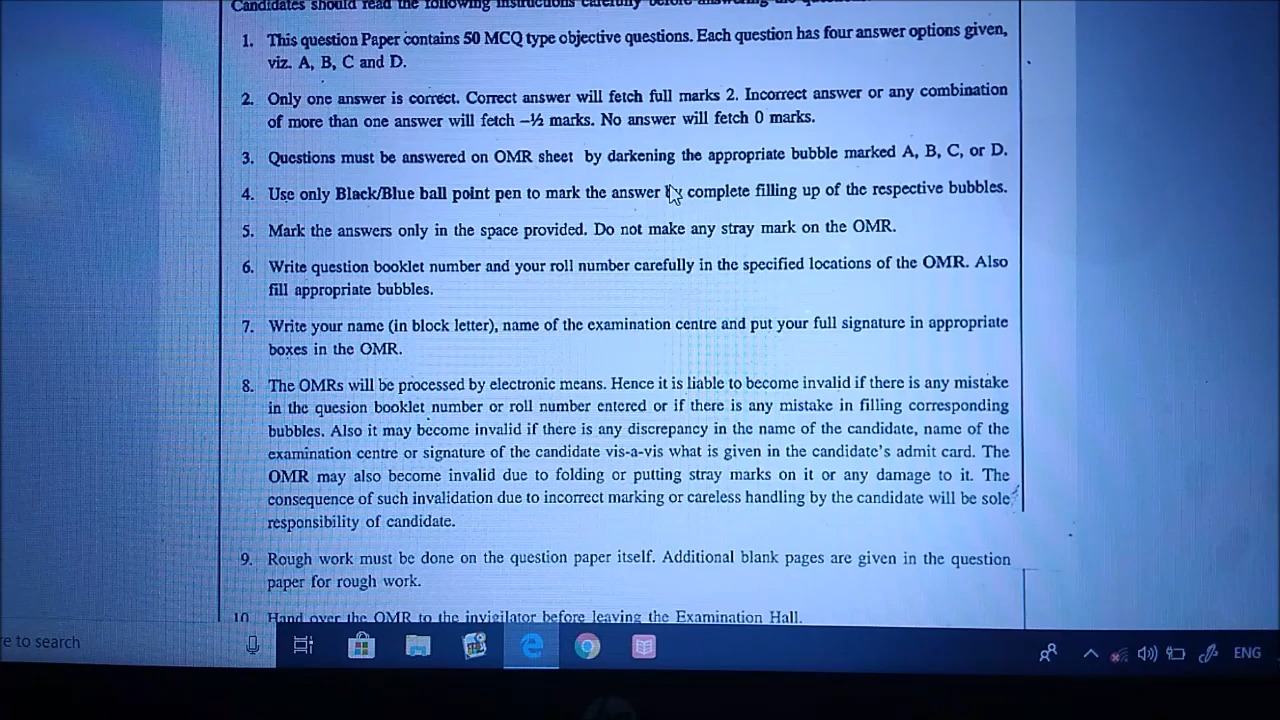 Candidates should read the following instructions carefully before answering the
1. This question Paper contains 50 MCQ type objective questions. Each question has four answer options given,
viz. A, B, C and D.
2. Only one answer is correct. Correct answer will fetch full marks 2. Incorrect answer or any combination
of more than one answer will fetch –½ marks. No answer will fetch 0 marks.
3. Questions must be answered on OMR sheet by darkening the appropriate bubble marked A, B, C, or D.
4. Use only Black/Blue ball point pen to mark the answer by complete filling up of the respective bubbles.
5. Mark the answers only in the space provided. Do not make any stray mark on the OMR.
6. Write question booklet number and your roll number carefully in the specified locations of the OMR. Also
fill appropriate bubbles.
7. Write your name (in block letter), name of the examination centre and put your full signature in appropriate
boxes in the OMR.
8. The OMRs will be processed by electronic means. Hence it is liable to become invalid if there is any mistake
in the quesion booklet number or roll number entered or if there is any mistake in filling corresponding
bubbles. Also it may become invalid if there is any discrepancy in the name of the candidate, name of the
examination centre or signature of the candidate vis-a-vis what is given in the candidate's admit card. The
OMR may also become invalid due to folding or putting stray marks on it or any damage to it. The
consequence of such invalidation due to incorrect marking or careless handling by the candidate will be sole
responsibility of candidate.
9. Rough work must be done on the question paper itself. Additional blank pages are given in the question
paper for rough work.
10. Hand over the OMR to the invigilator before leaving the Examination Hall.
re to search
ENG